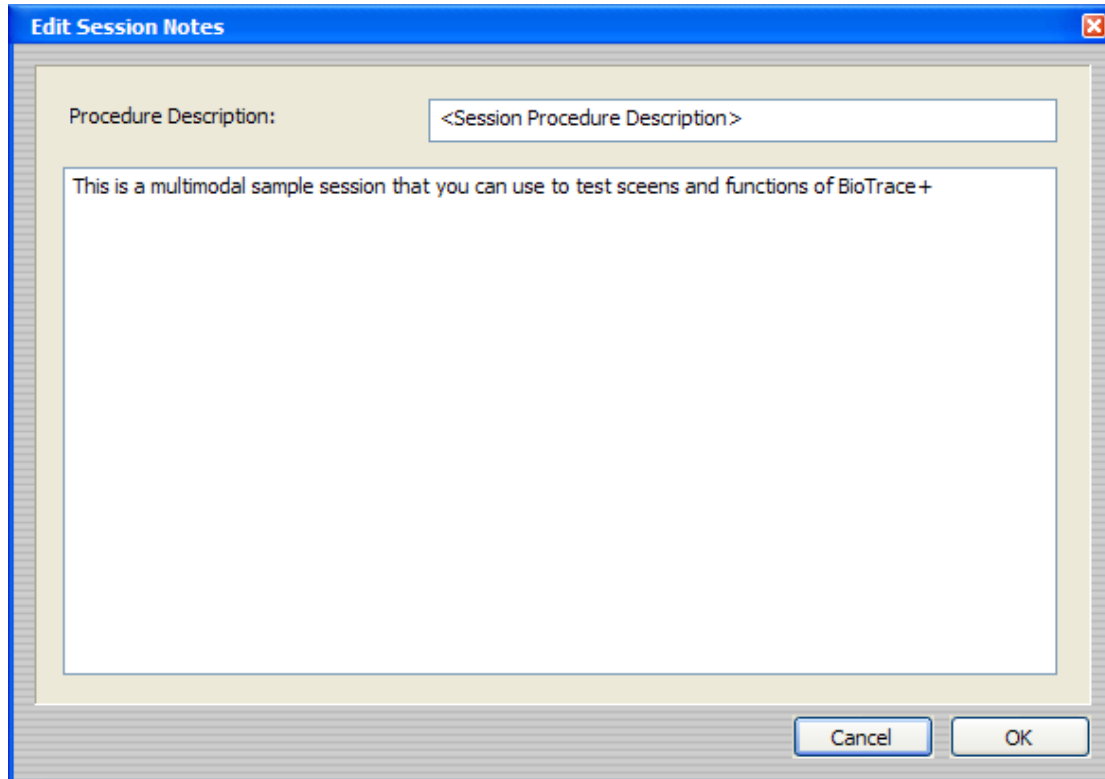 Edit Session Notes
Procedure Description:
<Session Procedure Description>
This is a multimodal sample session that you can use to test sceens and functions of BioTrace+
Cancel
OK